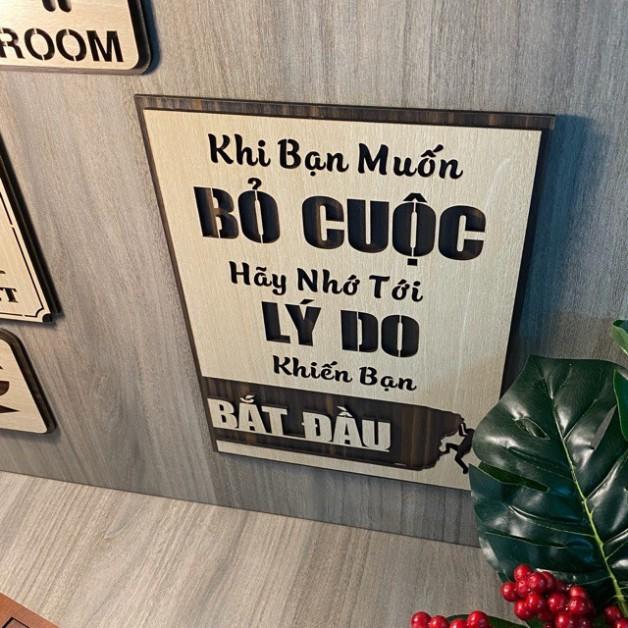 ROOM
Khi Bạn Muốn
BỎ CUỘC
Hãy Nhớ Tới
LÝ DO
Khiến Bạn
BẮT ĐẦU